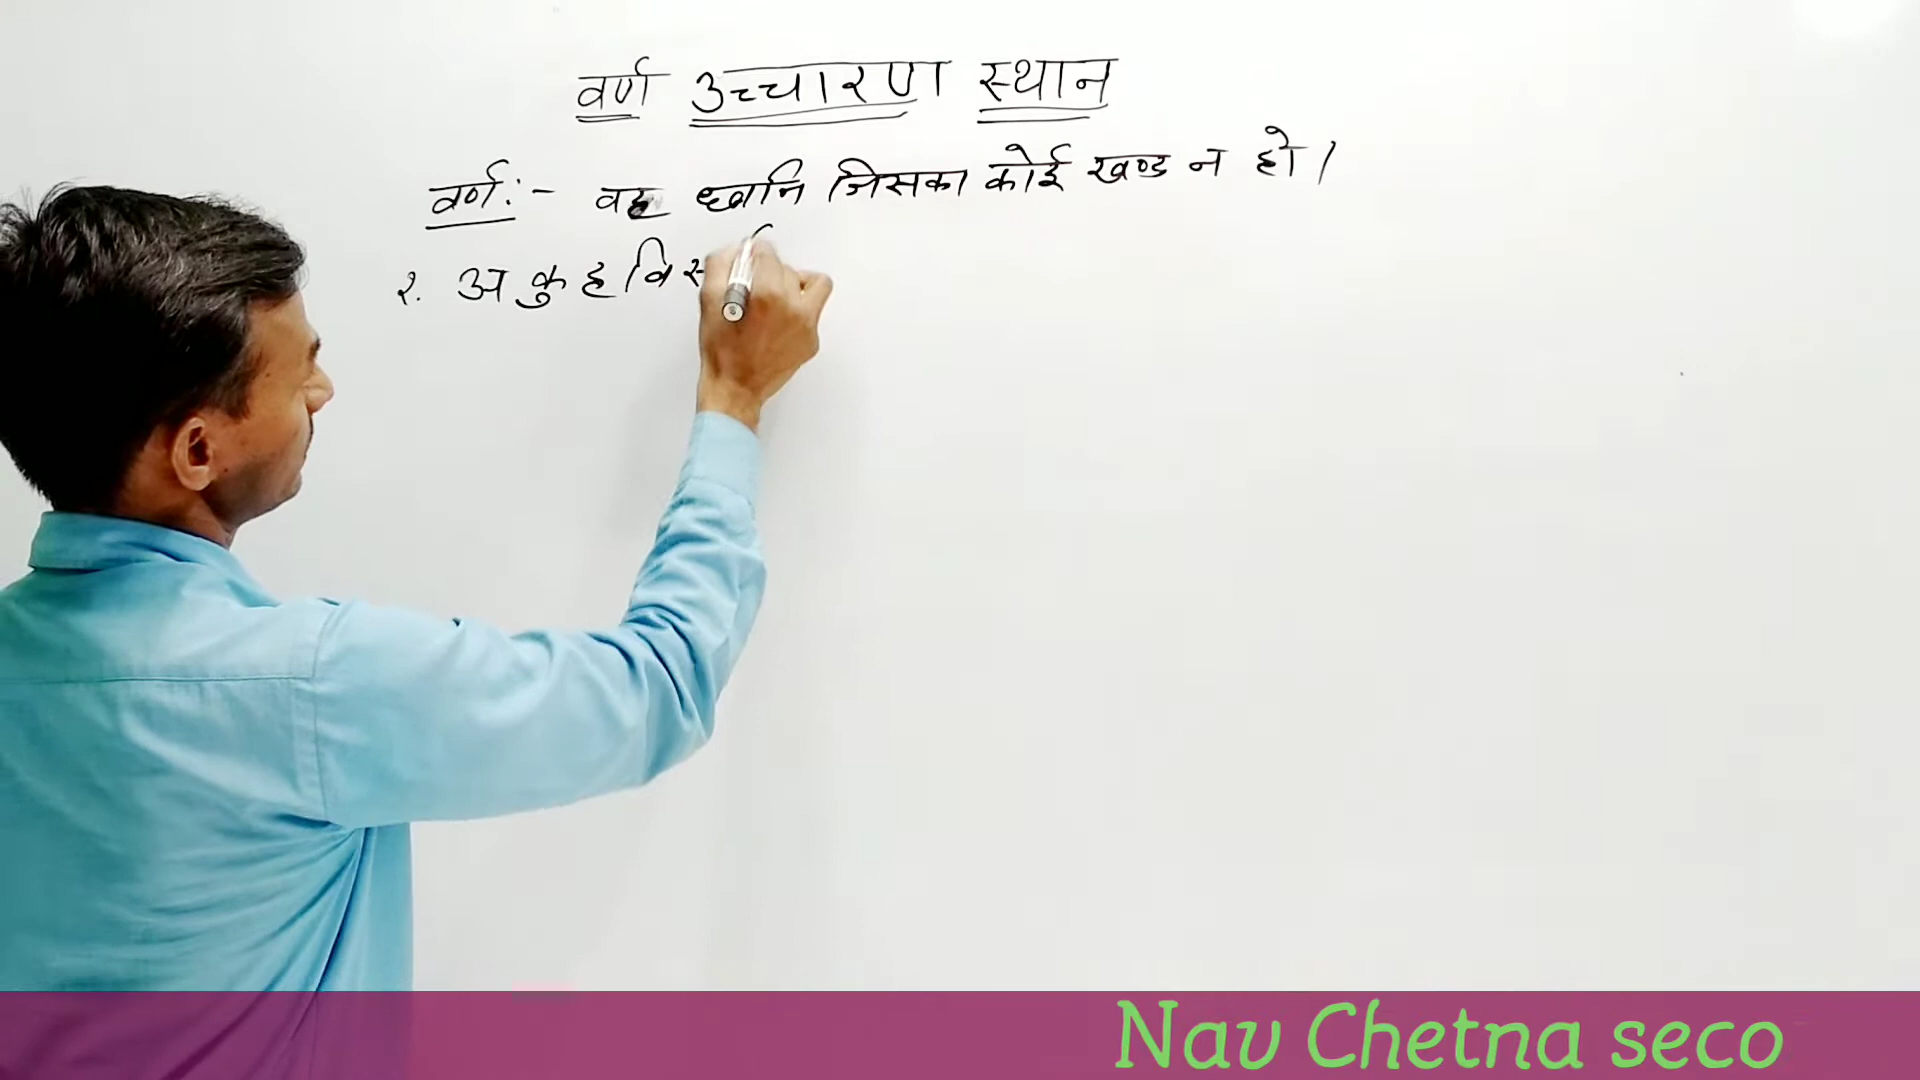 वर्ण उच्चारण स्थान
वर्ण:- वह ध्वनि जिसका कोई खण्ड न हो।
१. अ कु ह
Nav Chetna seco